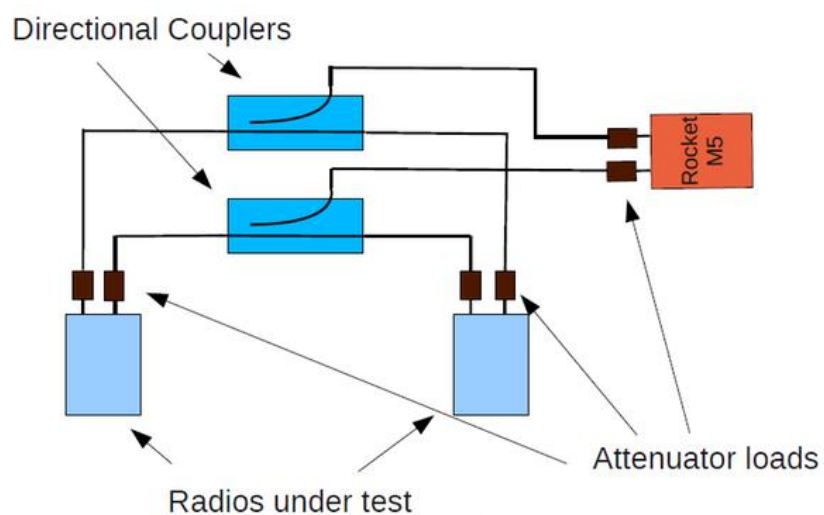 Directional Couplers
Rocket
M5
Attenuator loads
Radios under test